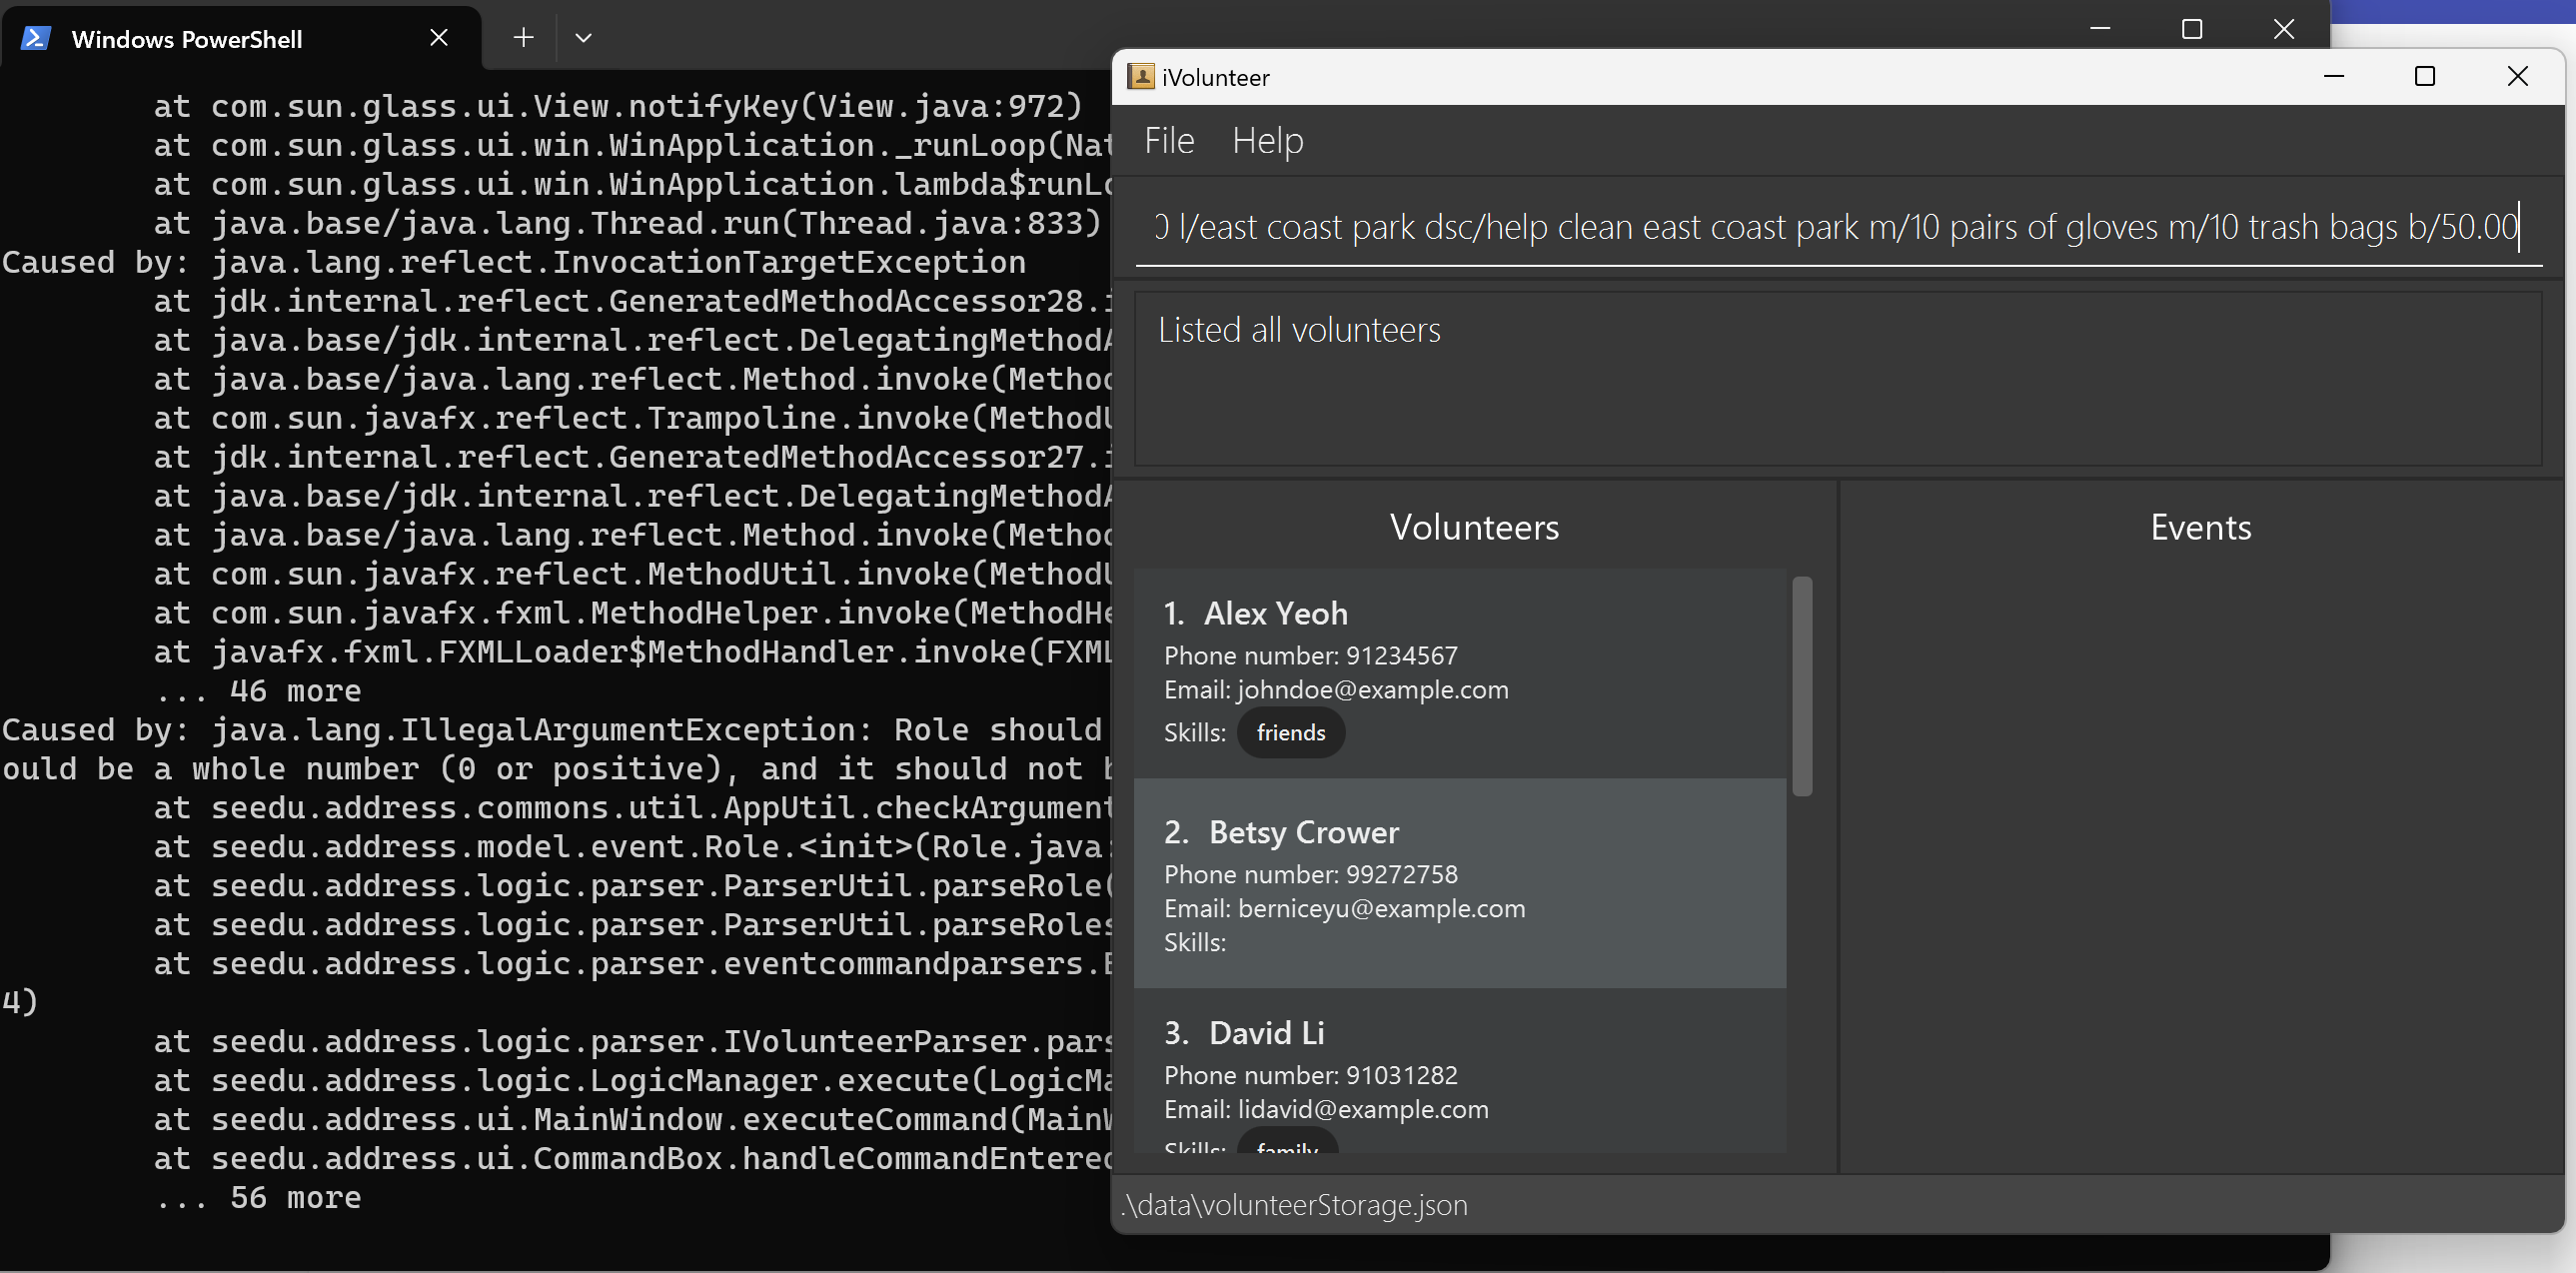 Windows PowerShell
at com.sun.glass.ui.View.notifyKey(View.java:972)
at com.sun.glass.ui.win.WinApplication._runLoop(Nat
at com.sun.glass.ui.win.WinApplication.lambda$runLo
at java.base/java.lang.Thread.run(Thread.java:833)
Caused by: java.lang.reflect.InvocationTargetException
at jdk.internal.reflect.GeneratedMethodAccessor28.i
at java.base/jdk.internal.reflect.DelegatingMethodA
at java.base/java.lang.reflect.Method.invoke(Method
at com.sun.javafx.reflect.Trampoline.invoke(MethodU
at jdk.internal.reflect.GeneratedMethodAccessor27.i
at java.base/jdk.internal.reflect.DelegatingMethodA
at java.base/java.lang.reflect.Method.invoke(Method
at com.sun.javafx.reflect.MethodUtil.invoke(MethodU
at com.sun.javafx.fxml.MethodHelper.invoke(MethodHe
at javafx.fxml.FXMLLoader$MethodHandler.invoke(FXML
... 46 more
Caused by: java.lang.IllegalArgumentException: Role should
ould be a whole number (0 or positive), and it should not b
at seedu.address.commons.util.AppUtil.checkArgument
at seedu.address.model.event.Role.<init>(Role.java:
at seedu.address.logic.parser.ParserUtil.parseRole(
at seedu.address.logic.parser.ParserUtil.parseRoles
at seedu.address.logic.parser.eventcommandparsers.E
4)
at seedu.address.logic.parser.IVolunteerParser.pars
at seedu.address.logic.LogicManager.execute(LogicMa
at seedu.address.ui.MainWindow.executeCommand(MainW
at seedu.address.ui.CommandBox.handleCommandEntered
... 56 more
iVolunteer
File Help
0 l/east coast park dsc/help clean east coast park m/10 pairs of gloves m/10 trash bags b/50.00
Listed all volunteers
Volunteers
1. Alex Yeoh
Phone number: 91234567
Email: johndoe@example.com
Skills: friends
2. Betsy Crower
Phone number: 99272758
Email: berniceyu@example.com
Skills:
3. David Li
Phone number: 91031282
Email: lidavid@example.com
Skills: family
Events
.\data\volunteerStorage.json